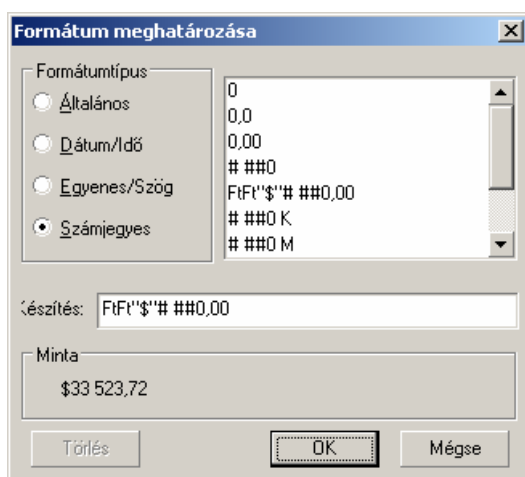 Formátum meghatározása
Formátumtípus
Általános
Dátum/Idő
Egyenes/Szög
Számjegyes
0
0,0
0,00
# ##0
FtFt"$"# ##0,00
# ##0 K
# ##0 M
Készítés: FtFt"$"# ##0,00
Minta
$33 523,72
Törlés OK Mégse